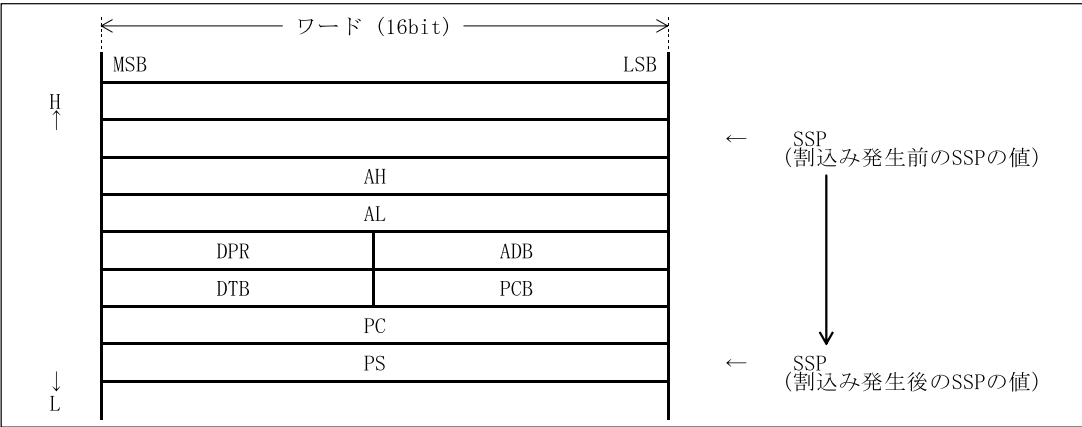 ワード (16bit)
MSB LSB
H
↑
← SSP
(割込み発生前のSSPの値)
AH
AL
DPR ADB
DTB PCB
PC
PS
← SSP
(割込み発生後のSSPの値)
↓
L